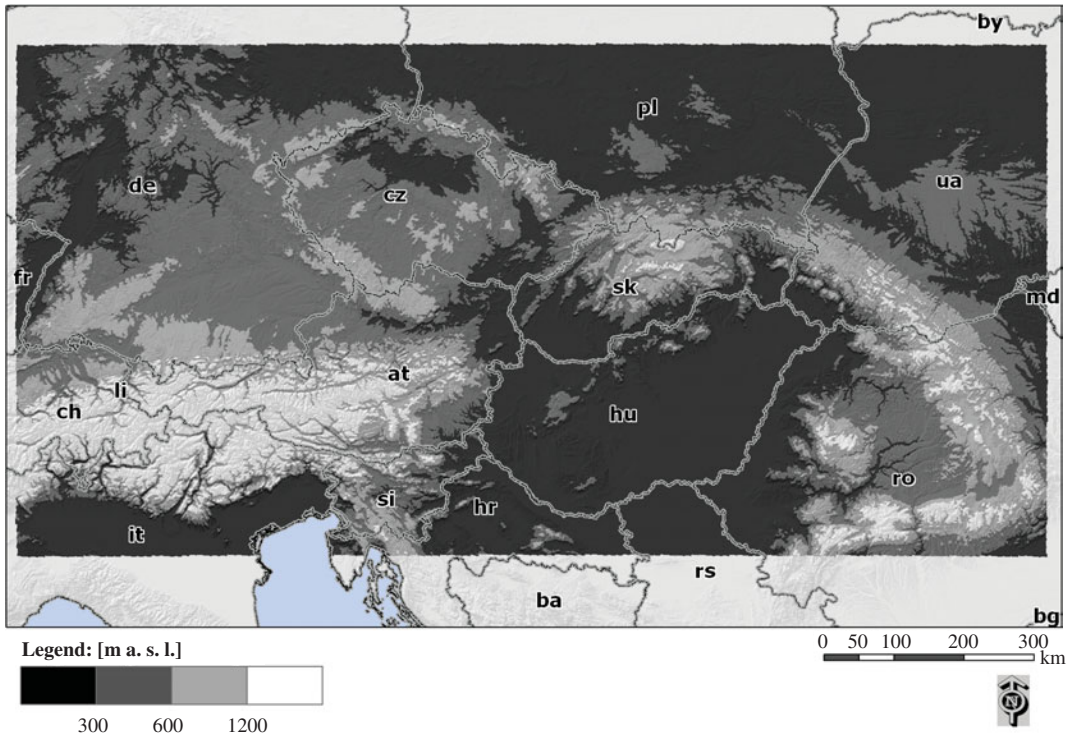 by
pl
de
cz
ua
fr
sk
md
li
at
ch
hu
ro
si
hr
it
rs
ba
bg
Legend: [m a. s. l.]
300 600 1200
0 50 100 200 300
km
N